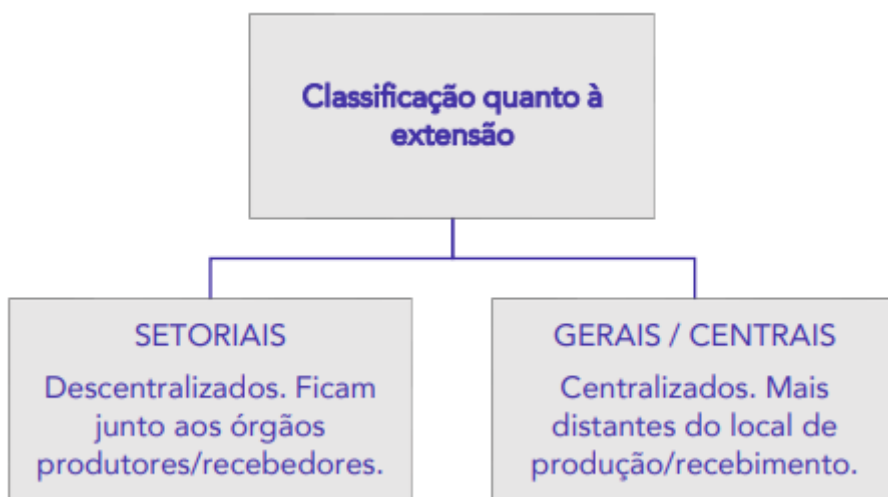 Classificação quanto à
extensão
SETORIAIS
Descentralizados. Ficam
junto aos órgãos
produtores/recebedores.
GERAIS / CENTRAIS
Centralizados. Mais
distantes do local de
produção/recebimento.